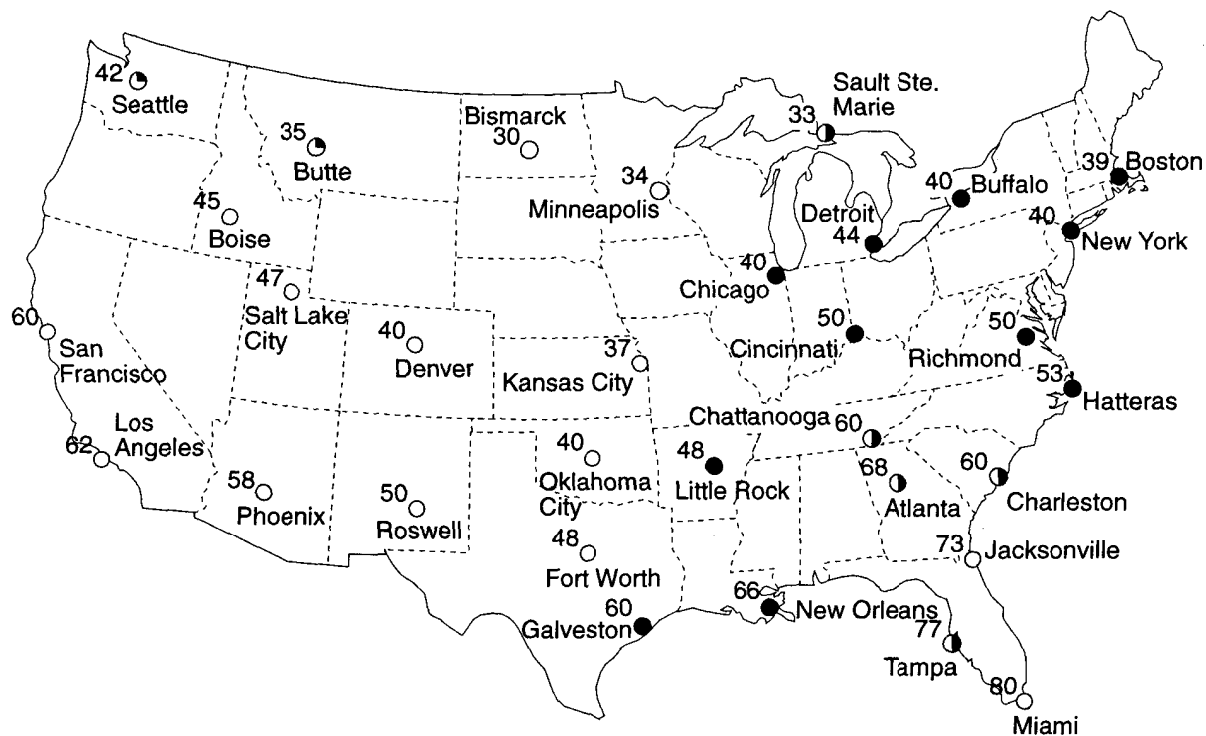 42
Seattle
35
Butte
Bismarck
30
34
Minneapolis
Sault Ste.
Marie
33
39 Boston
40 Buffalo
Detroit
44
40
New York
45
Boise
47
Salt Lake
City
40
Chicago
60
San
Francisco
40
Denver
37
Kansas City
50
Cincinnati
50
Richmond
53
Hatteras
Los
Angeles
62
Chattanooga
60
58
Phoenix
50
Roswell
40
Oklahoma
City
48
Little Rock
68
Atlanta
60
Charleston
48
Fort Worth
73 Jacksonville
60
Galveston
66
New Orleans
77
Tampa
80
Miami